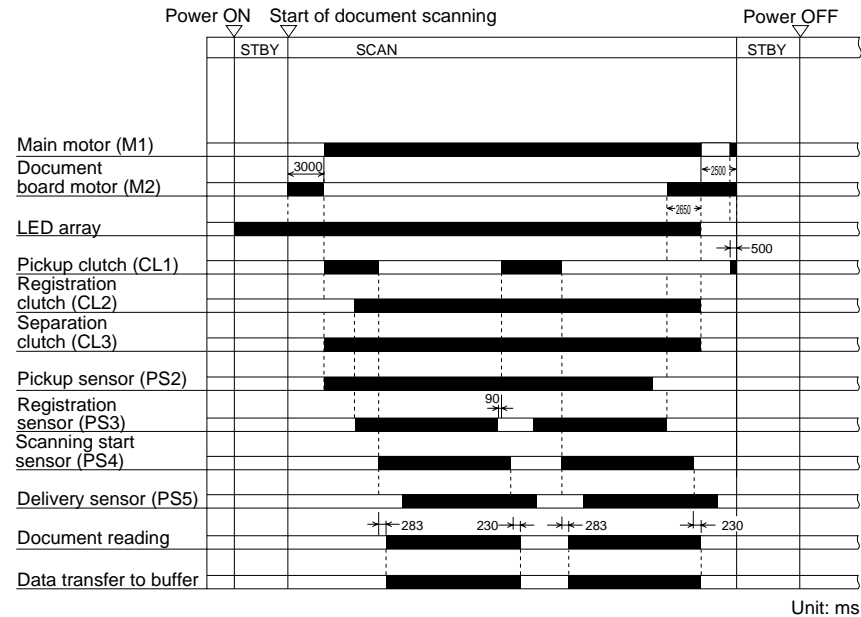 Power ON Start of document scanning Power OFF
STBY SCAN STBY
Main motor (M1)
3000
2500
Document
board motor (M2)
2650
LED array
500
Pickup clutch (CL1)
Registration
clutch (CL2)
Separation
clutch (CL3)
Pickup sensor (PS2)
90
Registration
sensor (PS3)
Scanning start
sensor (PS4)
Delivery sensor (PS5)
283 230 283 230
Document reading
Data transfer to buffer
Unit: ms